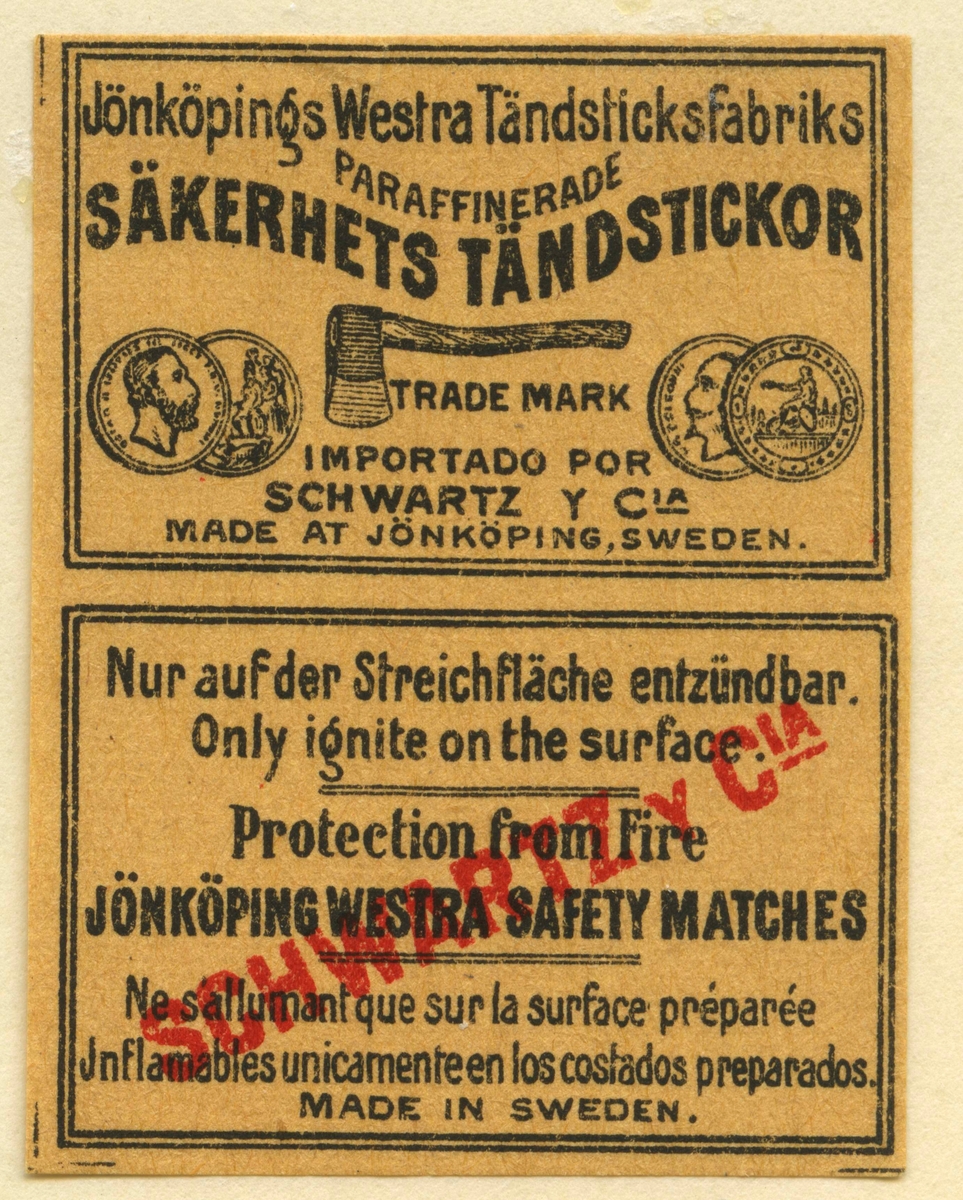 Jönköpings Westra Tändsticksfabriks
PARAFFINERADE
SÄKERHETS TÄNDSTICKOR
TRADE MARK
IMPORTADO POR
SCHWARTZ Y CIA
MADE AT JÖNKÖPING, SWEDEN.
Nur auf der Streichfläche entzündbar.
Only ignite on the surface.
Protection from Fire
JÖNKÖPING WESTRA SAFETY MATCHES
Ne s'allumant que sur la surface préparée
Jnflamables unicamente en los costados preparados.
MADE IN SWEDEN.
SCHWARTZ Y CIA